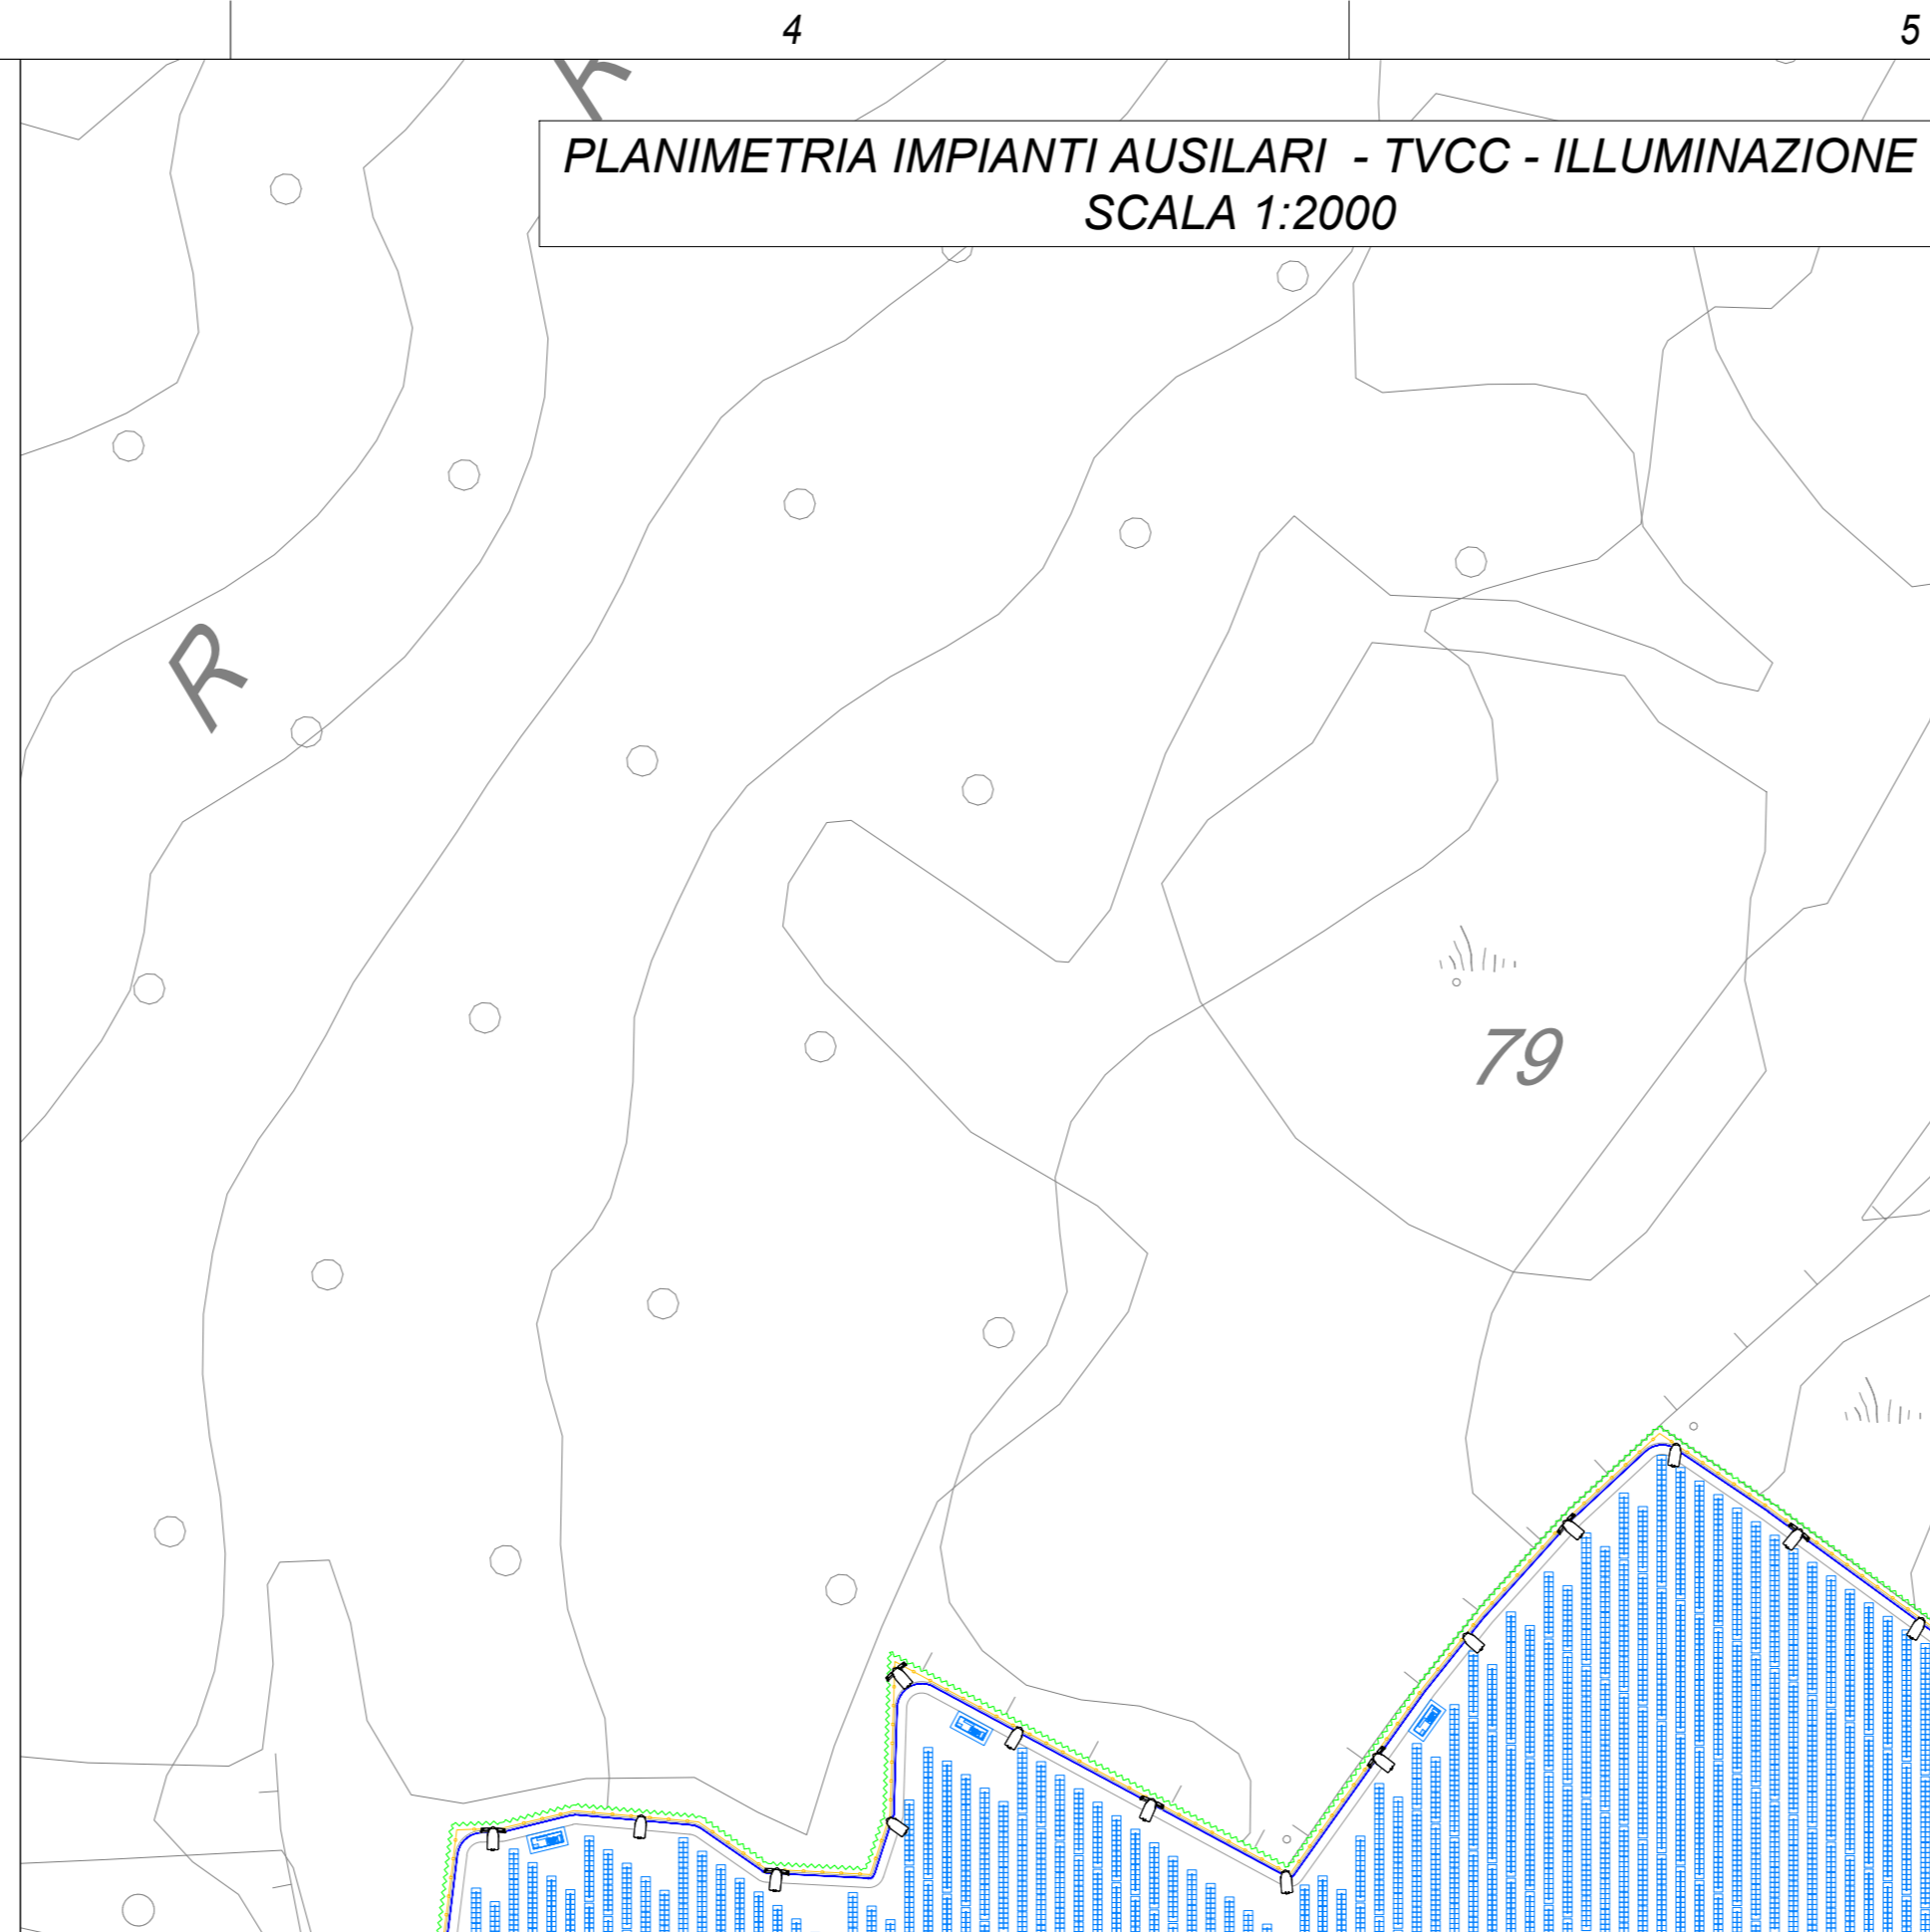 4
5
R
PLANIMETRIA IMPIANTI AUSILARI - TVCC - ILLUMINAZIONE
SCALA 1:2000
R
79